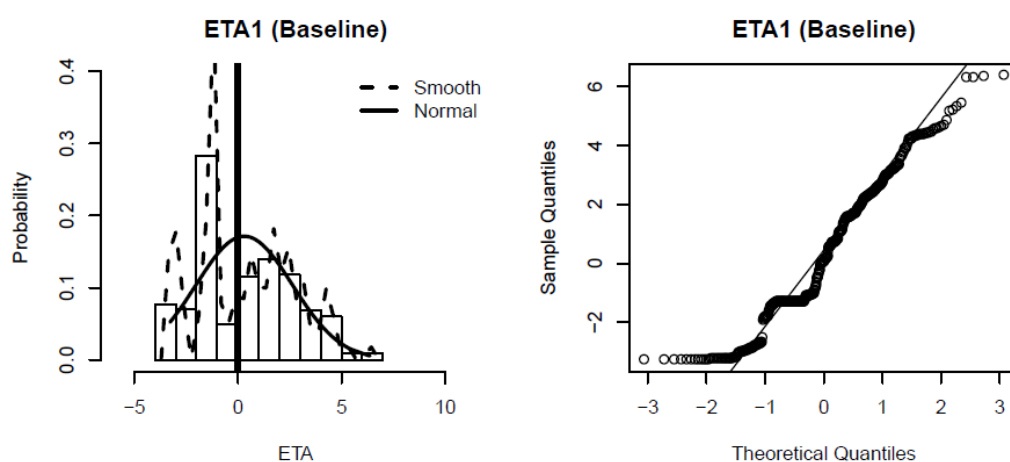 ETA1 (Baseline)
Probability
0.0 0.1 0.2 0.3 0.4
Smooth
Normal
−5 0 5 10
ETA
ETA1 (Baseline)
Sample Quantiles
−2 0 2 4 6
−3 −2 −1 0 1 2 3
Theoretical Quantiles